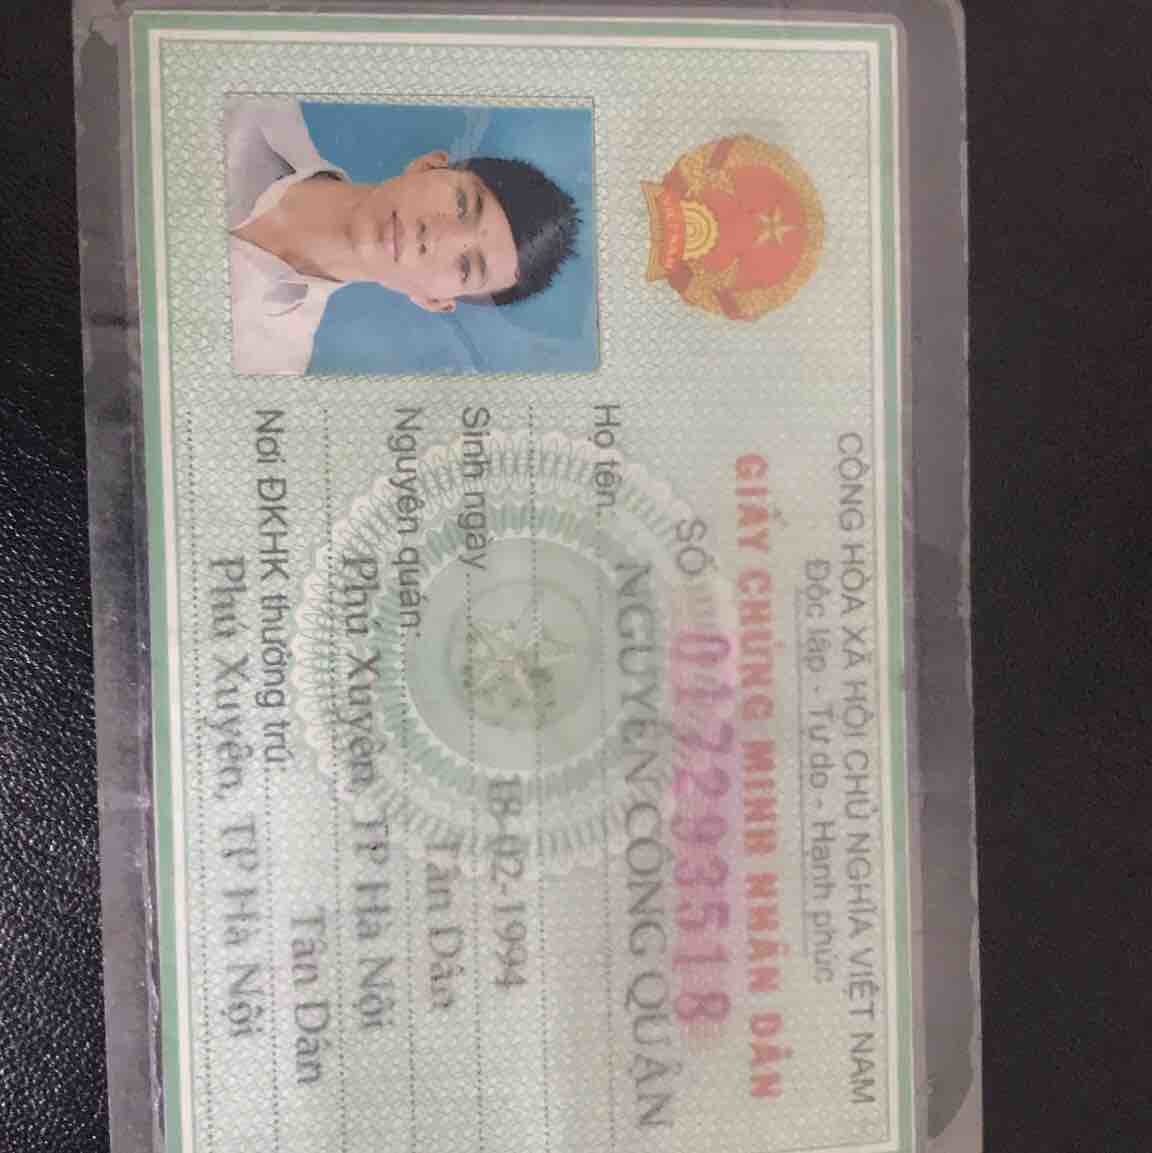 CỘNG HÒA XÃ HỘI CHỦ NGHĨA VIỆT NAM
Độc lập - Tự do - Hạnh phúc
GIẤY CHỨNG MINH NHÂN DÂN
SỐ 017293518
Họ tên: NGUYỄN CÔNG QUÂN
Sinh ngày 18-02-1994
Nguyên quán: Tân Dân
Phú Xuyên, TP Hà Nội
Nơi ĐKHK thường trú: Tân Dân
Phú Xuyên, TP Hà Nội